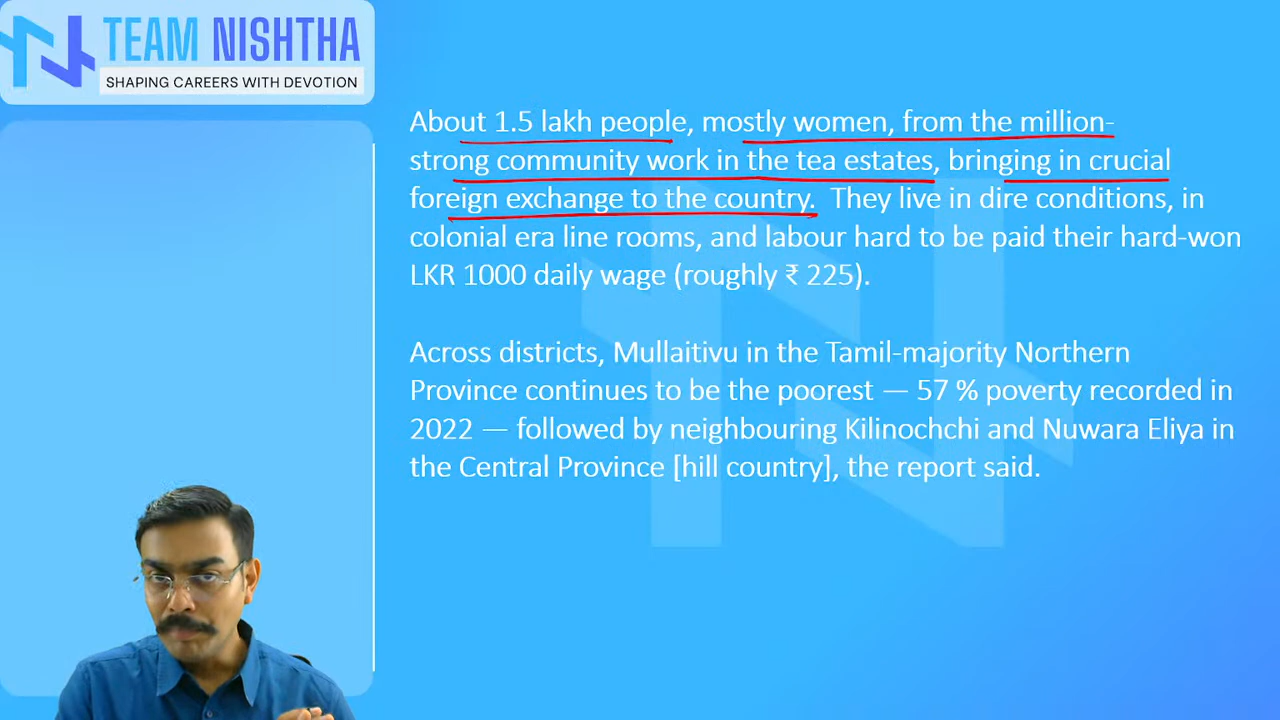 TEAM NISHTHA
SHAPING CAREERS WITH DEVOTION
About 1.5 lakh people, mostly women, from the million-
strong community work in the tea estates, bringing in crucial
foreign exchange to the country. They live in dire conditions, in
colonial era line rooms, and labour hard to be paid their hard-won
LKR 1000 daily wage (roughly ₹ 225).
Across districts, Mullaitivu in the Tamil-majority Northern
Province continues to be the poorest — 57 % poverty recorded in
2022 — followed by neighbouring Kilinochchi and Nuwara Eliya in
the Central Province [hill country], the report said.